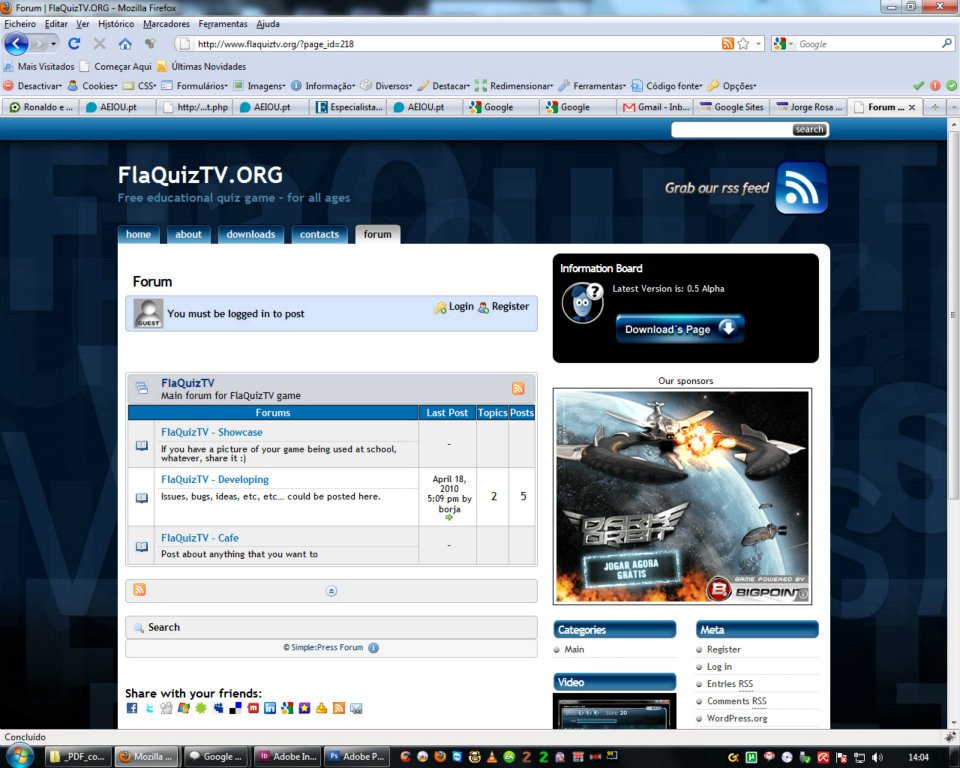 Forum | FlaQuizTV.ORG - Mozilla Firefox
Ficheiro Editar Ver Histórico Marcadores Ferramentas Ajuda
http://www.flaquiztv.org/?page_id=218
Google
Mais Visitados Começar Aqui Últimas Novidades
Desactivar Cookies CSS Formulários Imagens Informação Diversos Destacar Redimensionar Ferramentas Código fonte Opções
Ronaldo e ... AEIOU.pt http:/...t.php AEIOU.pt Especialista... AEIOU.pt Google Google Gmail - Inb... Google Sites Jorge Rosa ... Forum ...
search
FlaQuizTV.ORG
Free educational quiz game - for all ages
Grab our rss feed
home about downloads contacts forum
Forum
GUEST
You must be logged in to post
Login Register
Information Board
Latest Version is: 0.5 Alpha
Download´s Page
FlaQuizTV
Main forum for FlaQuizTV game
Forums Last Post Topics Posts
FlaQuizTV - Showcase
If you have a picture of your game being used at school,
whatever, share it :)
-
FlaQuizTV - Developing
Issues, bugs, ideas, etc, etc... could be posted here.
April 18,
2010
5:09 pm by
borja
2 5
FlaQuizTV - Cafe
Post about anything that you want to
-
Search
© Simple:Press Forum
Share with your friends:
Our sponsors
DARK
ORBIT
JOGAR AGORA
GRÁTIS
GAME POWERED BY
BIGPOINT
Categories
Main
Video
Meta
Register
Log in
Entries RSS
Comments RSS
WordPress.org
Concluído
_PDF_co... Mozilla ... Google ... Adobe In... Adobe P...
14:04